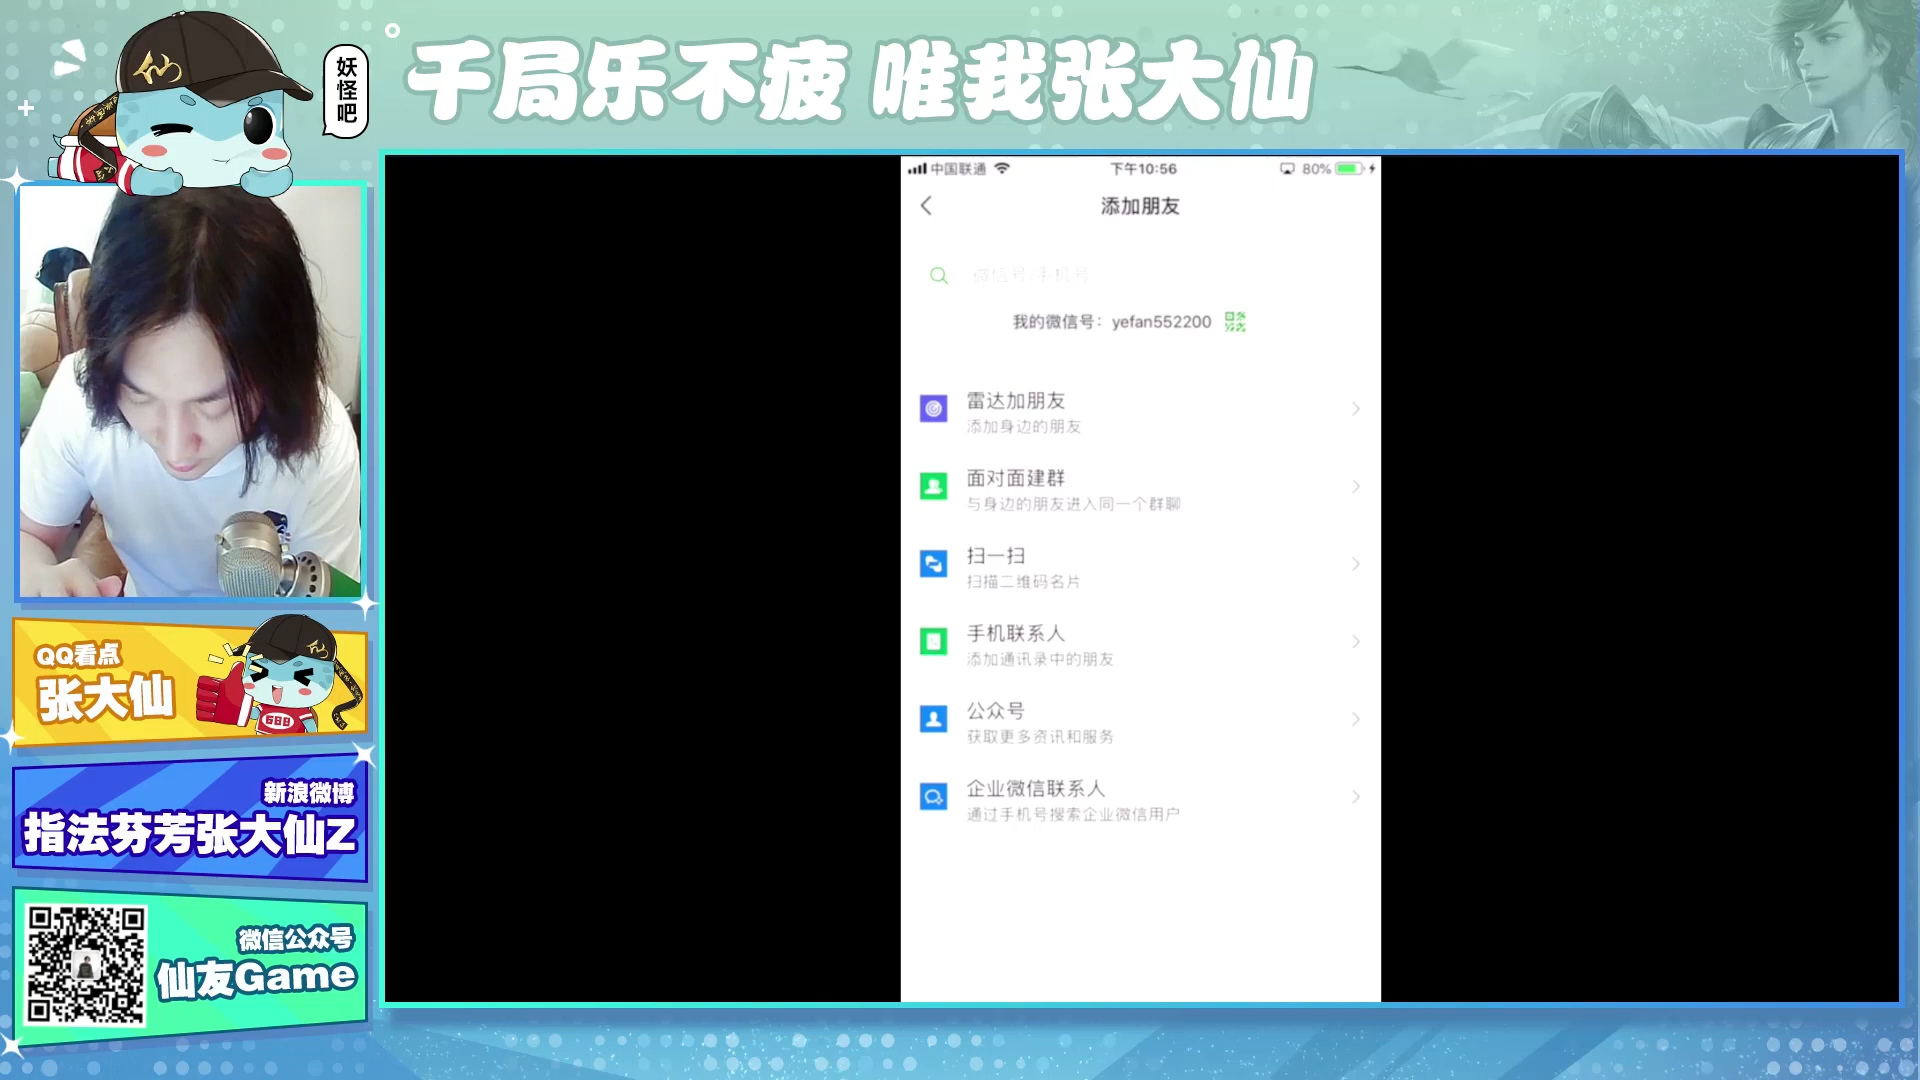 妖怪吧
千局乐不疲 唯我张大仙
中国联通
下午10:56
80%
添加朋友
微信号/手机号
我的微信号：yefan552200
雷达加朋友
添加身边的朋友
面对面建群
与身边的朋友进入同一个群聊
扫一扫
扫描二维码名片
手机联系人
添加通讯录中的朋友
公众号
获取更多资讯和服务
企业微信联系人
通过手机号搜索企业微信用户
QQ看点
张大仙
688
新浪微博
指法芬芳张大仙Z
微信公众号
仙友Game